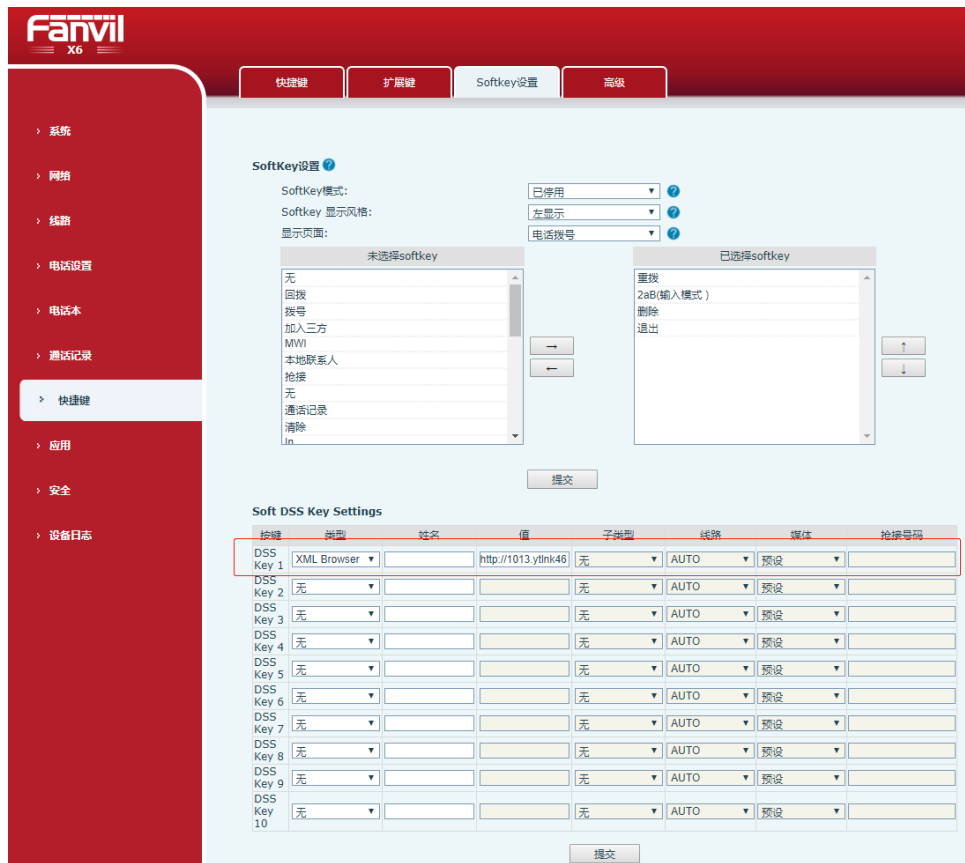 Fanvil
X6
快捷键 扩展键 Softkey设置 高级
› 系统
› 网络
› 线路
› 电话设置
› 电话本
› 通话记录
› 快捷键
› 应用
› 安全
› 设备日志
SoftKey设置 ?
SoftKey模式: 已停用 ?
Softkey 显示风格: 左显示 ?
显示页面: 电话拨号 ?
未选择softkey 已选择softkey
无 重拨
回拨 2aB(输入模式 )
拨号 删除
加入三方 退出
MWI
本地联系人
抢接
无
通话记录
清除
In
→ ↑
← ↓
提交
Soft DSS Key Settings
按键 类型 姓名 值 子类型 线路 媒体 抢接号码
DSS Key 1 XML Browser http://1013.ytlnk46 无 AUTO 预设
DSS Key 2 无 无 AUTO 预设
DSS Key 3 无 无 AUTO 预设
DSS Key 4 无 无 AUTO 预设
DSS Key 5 无 无 AUTO 预设
DSS Key 6 无 无 AUTO 预设
DSS Key 7 无 无 AUTO 预设
DSS Key 8 无 无 AUTO 预设
DSS Key 9 无 无 AUTO 预设
DSS Key 10 无 无 AUTO 预设
提交